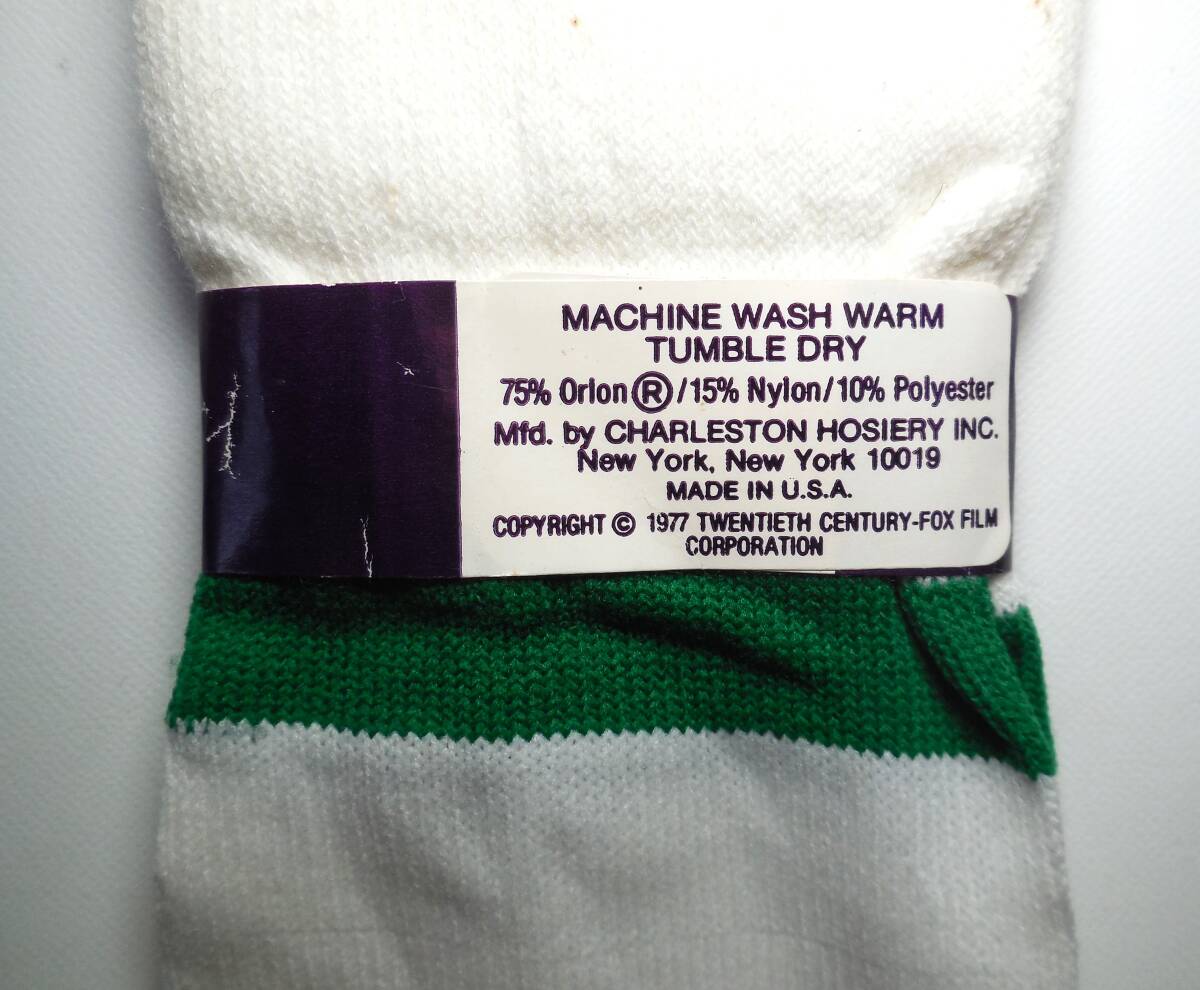 MACHINE WASH WARM
TUMBLE DRY
75% Orlon®/15% Nylon/10% Polyester
Mfd. by CHARLESTON HOSIERY INC.
New York, New York 10019
MADE IN U.S.A.
COPYRIGHT © 1977 TWENTIETH CENTURY-FOX FILM
CORPORATION